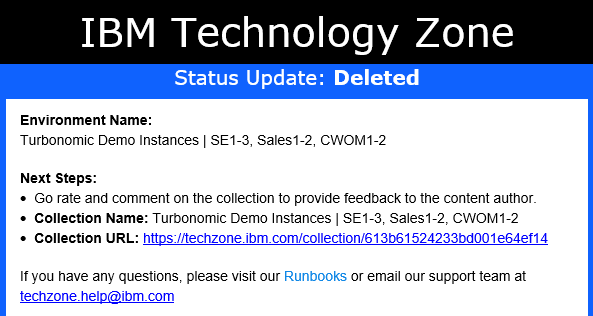 IBM Technology Zone
Status Update: Deleted
Environment Name:
Turbonomic Demo Instances | SE1-3, Sales1-2, CWOM1-2
Next Steps:
• Go rate and comment on the collection to provide feedback to the content author.
• Collection Name: Turbonomic Demo Instances | SE1-3, Sales1-2, CWOM1-2
• Collection URL: https://techzone.ibm.com/collection/613b61524233bd001e64ef14
If you have any questions, please visit our Runbooks or email our support team at
techzone.help@ibm.com